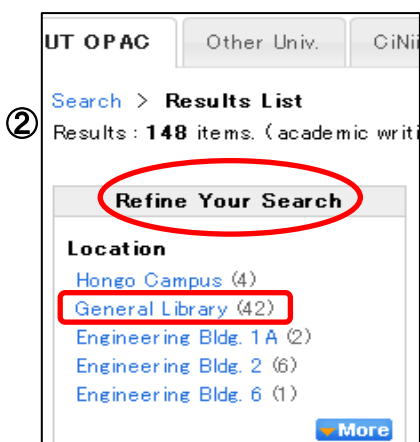 UT OPAC Other Univ. CiNii
Search > Results List
② Results : 148 items. (academic writi
Refine Your Search
Location
Hongo Campus (4)
General Library (42)
Engineering Bldg. 1A (2)
Engineering Bldg. 2 (6)
Engineering Bldg. 6 (1)
More